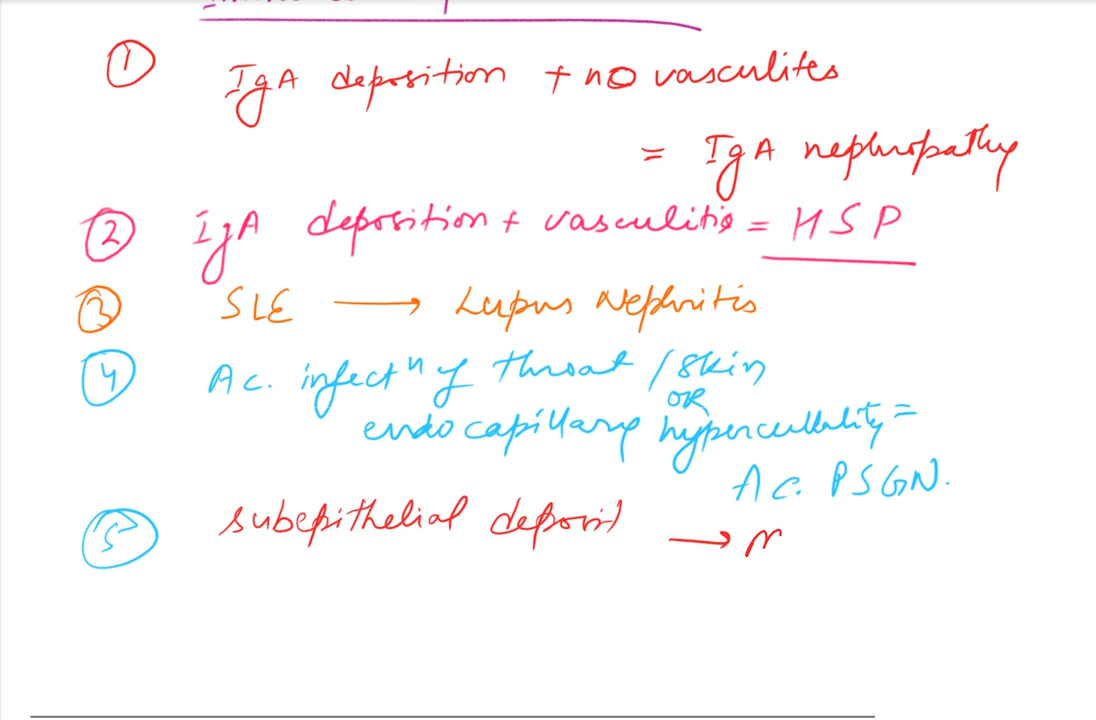 ① IgA deposition + no vasculites
= IgA nephropathy
② IgA deposition + vasculitis = HSP
③ SLE → Lupus Nephritis
④ Ac. infectⁿ of throat / skin
OR
endocapillary hypercellality =
Ac. PSGN.
⑤ subepithelial deposit → m